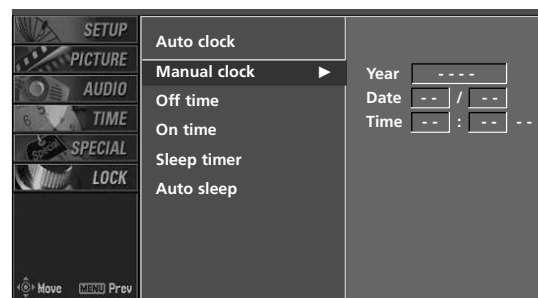 SETUP
PICTURE
AUDIO
TIME
SPECIAL
LOCK
Move MENU Prev
Auto clock
Manual clock ►
Off time
On time
Sleep timer
Auto sleep
Year - - - -
Date - - / - -
Time - - : - - - -